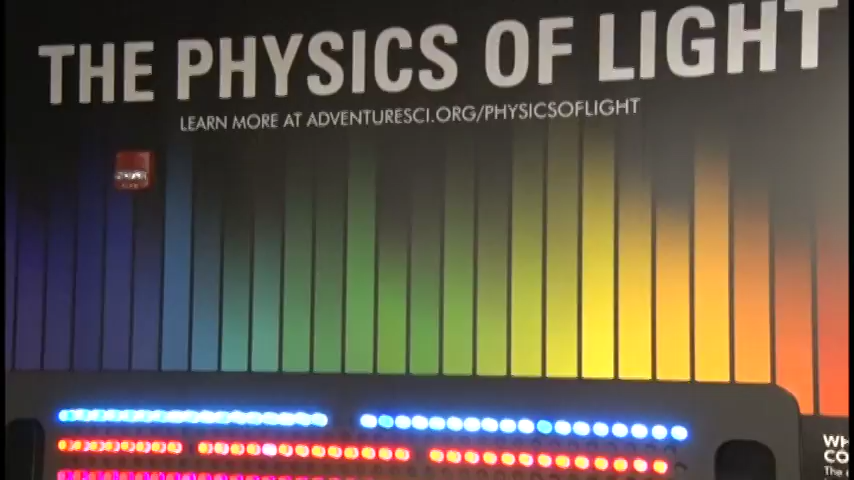 THE PHYSICS OF LIGHT
LEARN MORE AT ADVENTURESCI.ORG/PHYSICSOFLIGHT